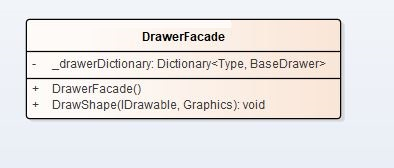 DrawerFacade
- _drawerDictionary: Dictionary<Type, BaseDrawer>
+ DrawerFacade()
+ DrawShape(IDrawable, Graphics): void